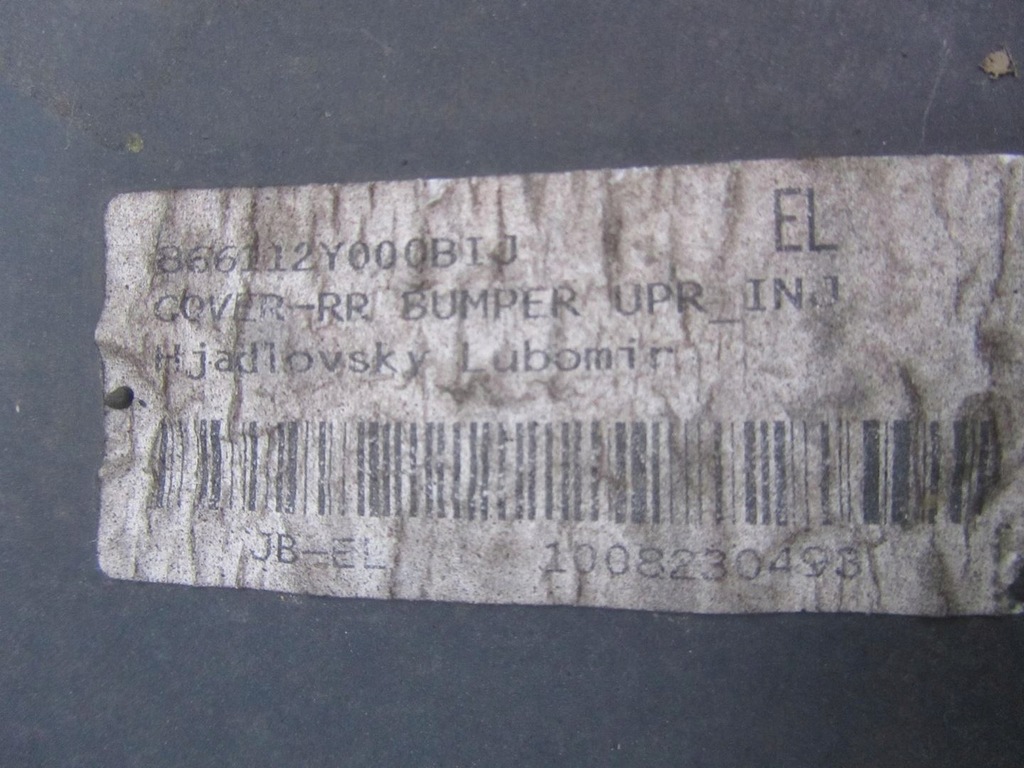 EL
866112Y000BIJ
COVER-RR BUMPER UPR_INJ
Hjadlovsky Lubomir
JB-EL 1008230493